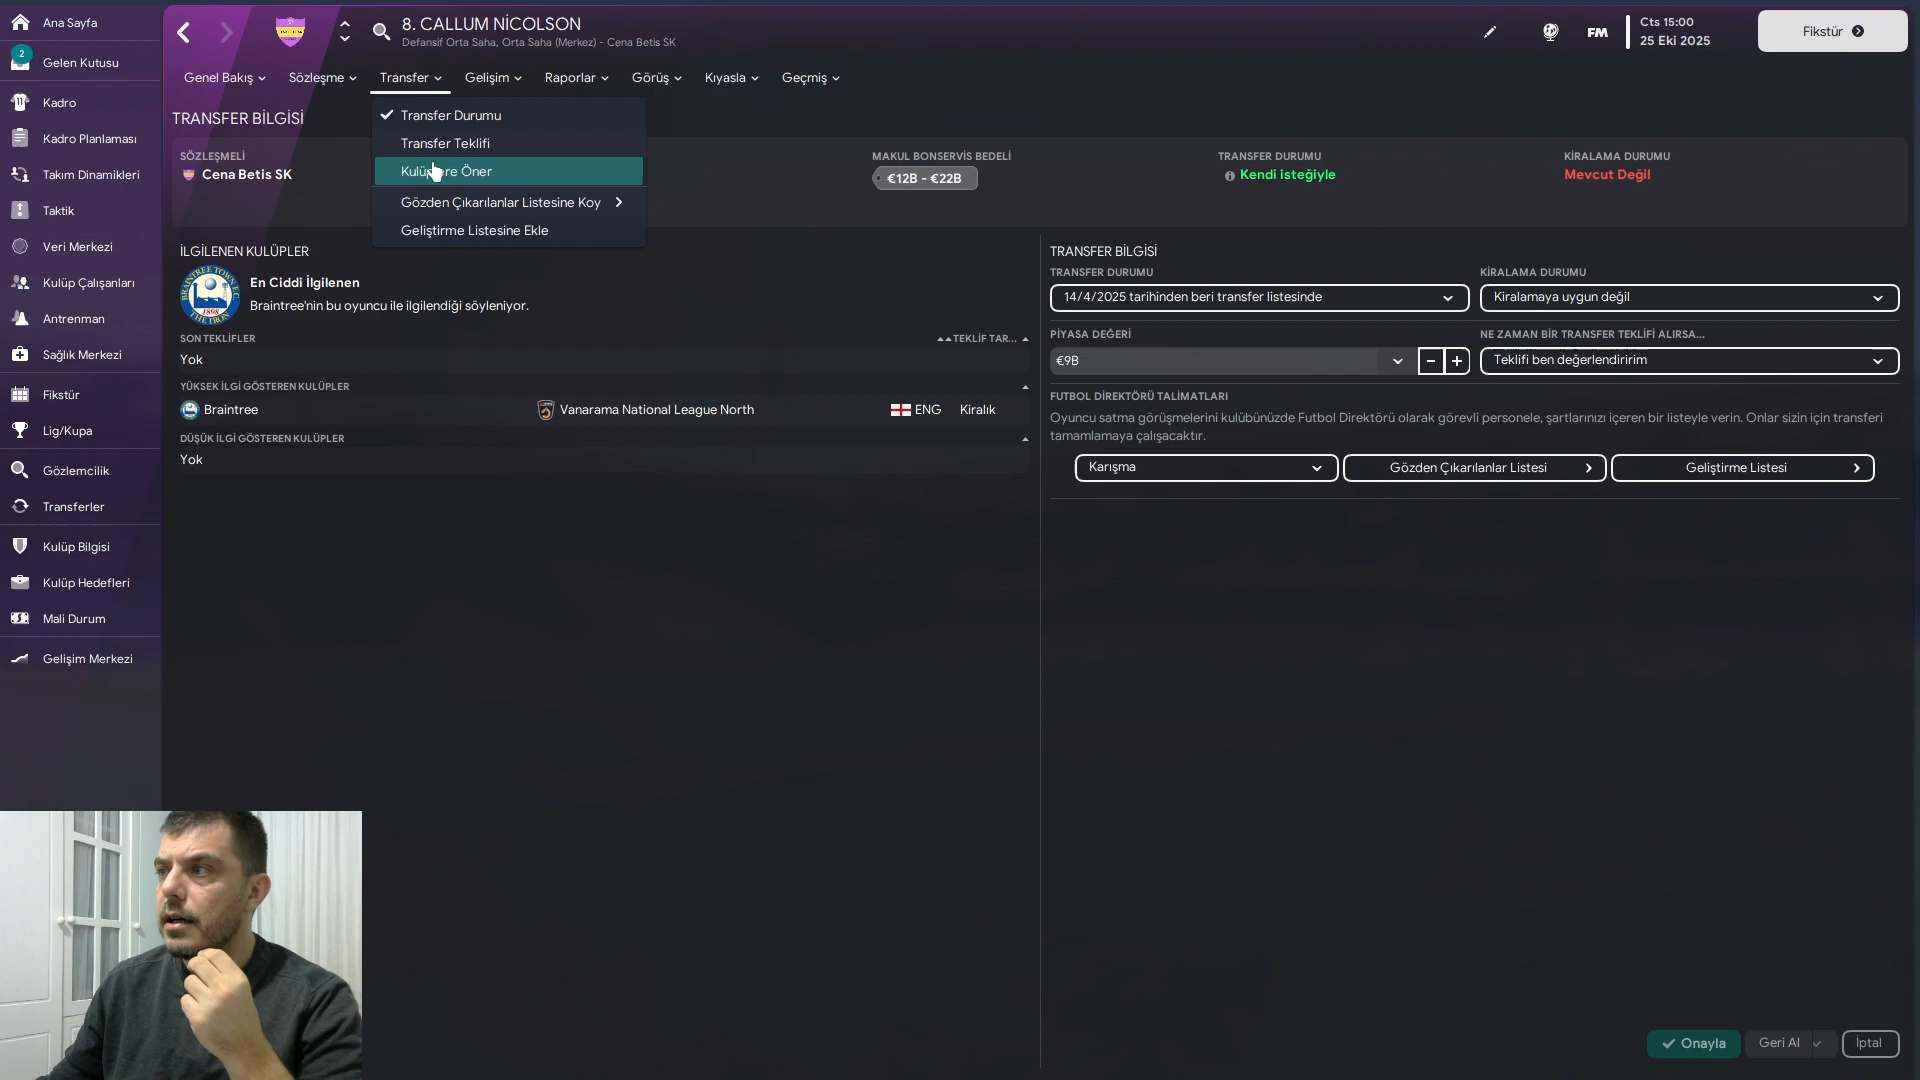 Ana Sayfa
2
Gelen Kutusu
Kadro
Kadro Planlaması
Takım Dinamikleri
Taktik
Veri Merkezi
Kulüp Çalışanları
Antrenman
Sağlık Merkezi
Fikstür
Lig/Kupa
Gözlemcilik
Transferler
Kulüp Bilgisi
Kulüp Hedefleri
Mali Durum
Gelişim Merkezi
8. CALLUM NİCOLSON
Defansif Orta Saha, Orta Saha (Merkez) - Cena Betis SK
FM
Cts 15:00
25 Eki 2025
Fikstür
Genel Bakış
Sözleşme
Transfer
Gelişim
Raporlar
Görüş
Kıyasla
Geçmiş
Transfer Durumu
Transfer Teklifi
Gözden Çıkarılanlar Listesine Koy
Geliştirme Listesine Ekle
TRANSFER BİLGİSİ
SÖZLEŞMELİ
Cena Betis SK
MAKUL BONSERVİS BEDELİ
€12B - €22B
TRANSFER DURUMU
Kendi isteğiyle
KİRALAMA DURUMU
Mevcut Değil
İLGİLENEN KULÜPLER
BRAINTREE TOWN F.C.
1898
THE IRON
En Ciddi İlgilenen
Braintree'nin bu oyuncu ile ilgilendiği söyleniyor.
SON TEKLİFLER
TEKLİF TAR...
Yok
YÜKSEK İLGİ GÖSTEREN KULÜPLER
Braintree
Vanarama National League North
ENG
Kiralık
DÜŞÜK İLGİ GÖSTEREN KULÜPLER
Yok
TRANSFER BİLGİSİ
TRANSFER DURUMU
14/4/2025 tarihinden beri transfer listesinde
KİRALAMA DURUMU
Kiralamaya uygun değil
PİYASA DEĞERİ
€9B
NE ZAMAN BİR TRANSFER TEKLİFİ ALIRSA...
Teklifi ben değerlendiririm
FUTBOL DİREKTÖRÜ TALİMATLARI
Oyuncu satma görüşmelerini kulübünüzde Futbol Direktörü olarak görevli personele, şartlarınızı içeren bir listeyle verin. Onlar sizin için transferi
tamamlamaya çalışacaktır.
Karışma
Gözden Çıkarılanlar Listesi
Geliştirme Listesi
Onayla
Geri Al
İptal